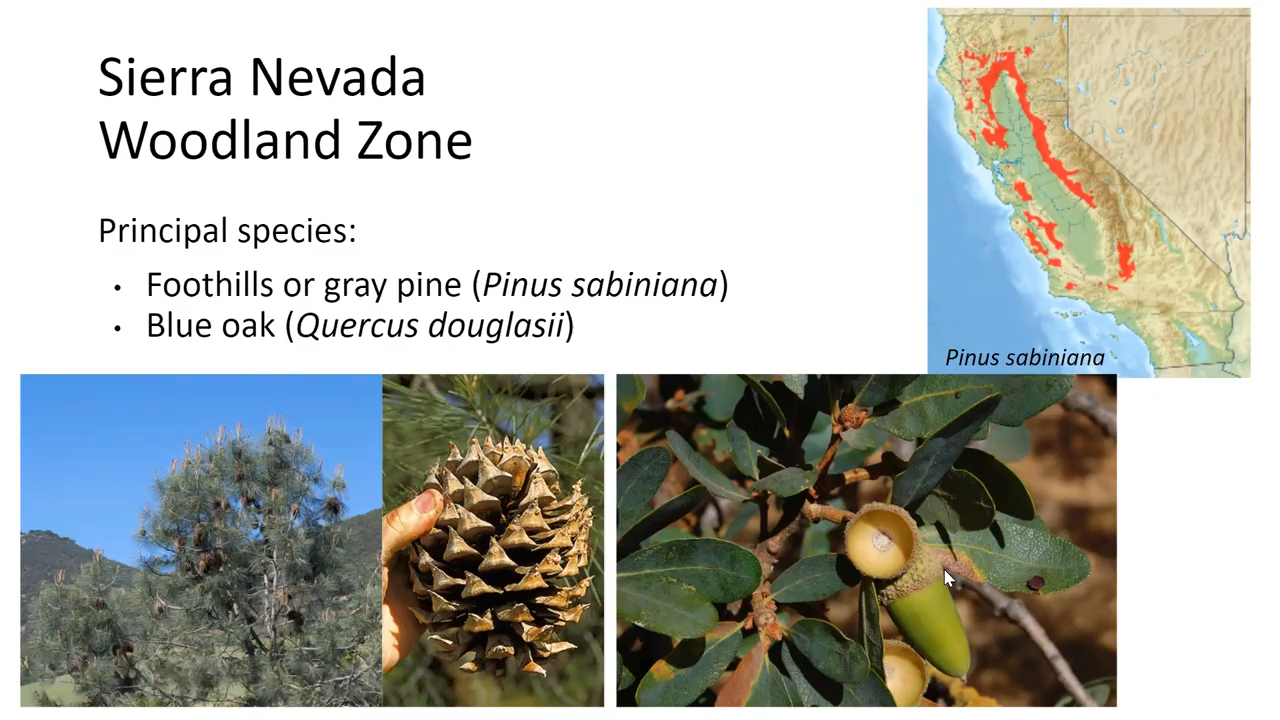 Sierra Nevada
Woodland Zone
Principal species:
• Foothills or gray pine (Pinus sabiniana)
• Blue oak (Quercus douglasii)
Pinus sabiniana